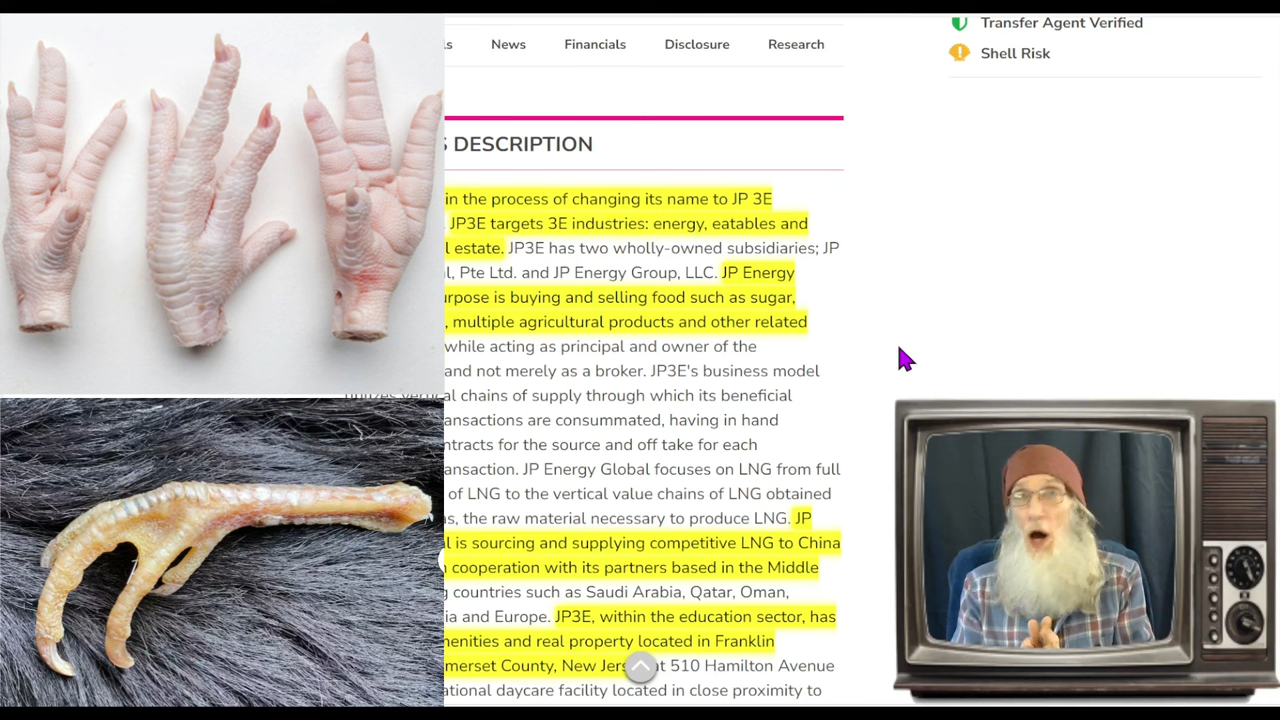 Transfer Agent Verified
Shell Risk
News Financials Disclosure Research
DESCRIPTION
in the process of changing its name to JP 3E
JP3E targets 3E industries: energy, eatables and
estate. JP3E has two wholly-owned subsidiaries; JP
Pte Ltd. and JP Energy Group, LLC. JP Energy
is buying and selling food such as sugar,
, multiple agricultural products and other related
while acting as principal and owner of the
and not merely as a broker. JP3E's business model
chains of supply through which its beneficial
are consummated, having in hand
for the source and off take for each
JP Energy Global focuses on LNG from full
of LNG to the vertical value chains of LNG obtained
the raw material necessary to produce LNG. JP
is sourcing and supplying competitive LNG to China
cooperation with its partners based in the Middle
countries such as Saudi Arabia, Qatar, Oman,
and Europe. JP3E, within the education sector, has
and real property located in Franklin
County, New at 510 Hamilton Avenue
daycare facility located in close proximity to